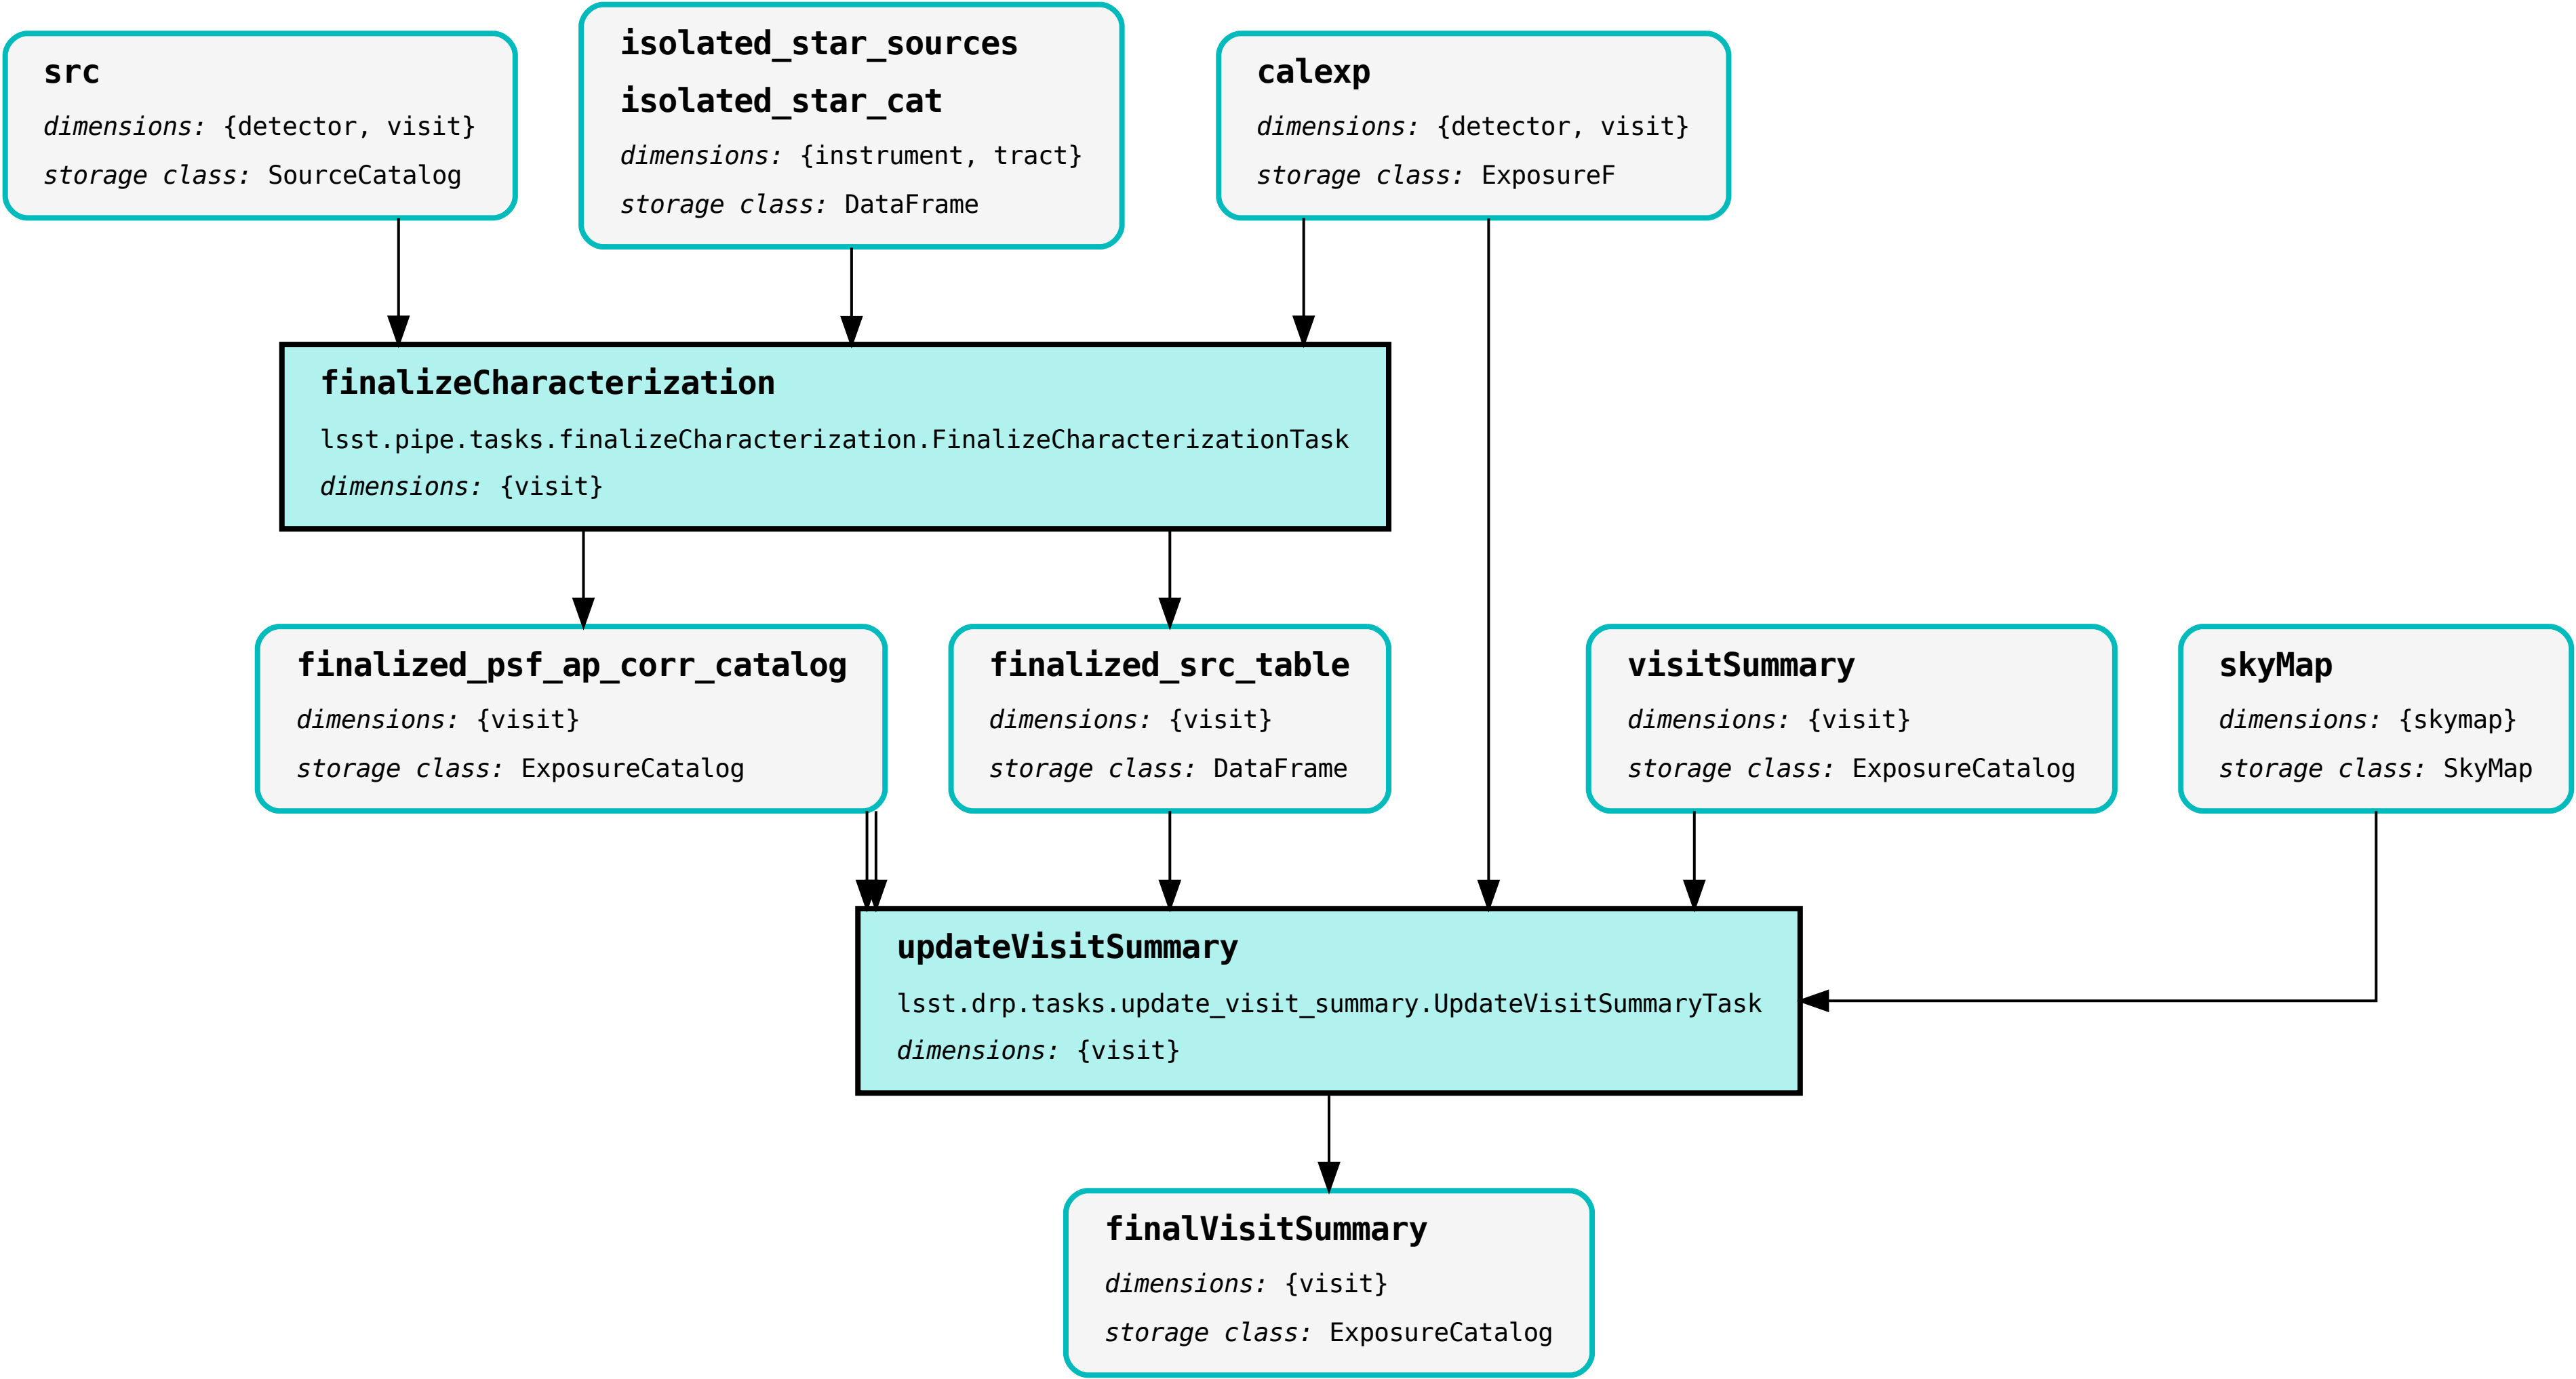 src
dimensions: {detector, visit}
storage class: SourceCatalog
isolated_star_sources
isolated_star_cat
dimensions: {instrument, tract}
storage class: DataFrame
calexp
dimensions: {detector, visit}
storage class: ExposureF
finalizeCharacterization
lsst.pipe.tasks.finalizeCharacterization.FinalizeCharacterizationTask
dimensions: {visit}
finalized_psf_ap_corr_catalog
dimensions: {visit}
storage class: ExposureCatalog
finalized_src_table
dimensions: {visit}
storage class: DataFrame
visitSummary
dimensions: {visit}
storage class: ExposureCatalog
skyMap
dimensions: {skymap}
storage class: SkyMap
updateVisitSummary
lsst.drp.tasks.update_visit_summary.UpdateVisitSummaryTask
dimensions: {visit}
finalVisitSummary
dimensions: {visit}
storage class: ExposureCatalog